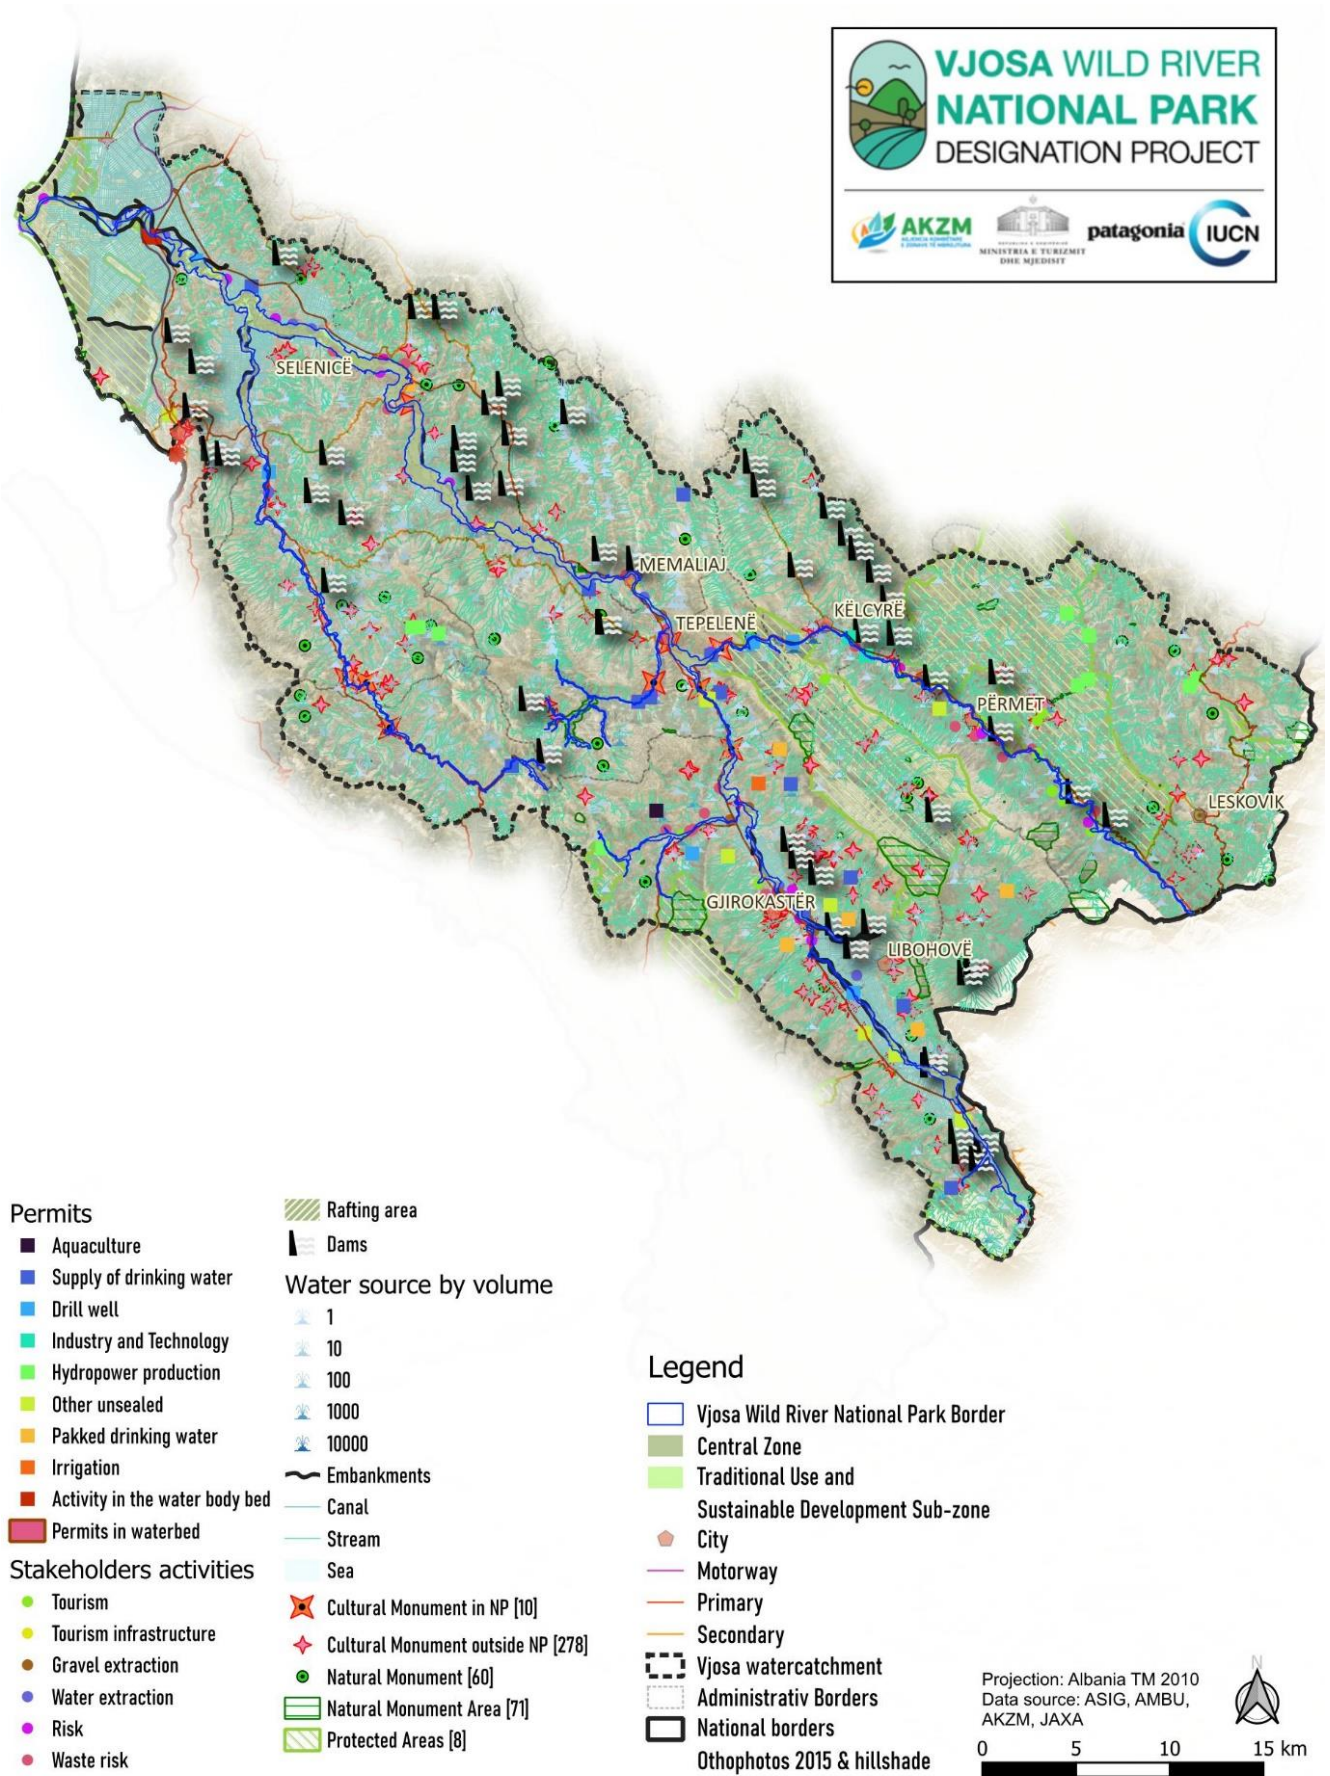 VJOSA WILD RIVER
NATIONAL PARK
DESIGNATION PROJECT
AKZM
MINISTRIA E TURIZMIT
DHE MJEDISIT
patagonia
IUCN
SELENICË
MEMALIAJ
TEPELENË
KËLCYRË
PËRMET
LESKOVIK
GJIROKASTËR
LIBOHOVË
Permits
Aquaculture
Supply of drinking water
Drill well
Industry and Technology
Hydropower production
Other unsealed
Pakked drinking water
Irrigation
Activity in the water body bed
Permits in waterbed
Stakeholders activities
Tourism
Tourism infrastructure
Gravel extraction
Water extraction
Risk
Waste risk
Rafting area
Dams
Water source by volume
1
10
100
1000
10000
Embankments
Canal
Stream
Sea
Cultural Monument in NP [10]
Cultural Monument outside NP [278]
Natural Monument [60]
Natural Monument Area [71]
Protected Areas [8]
Legend
Vjosa Wild River National Park Border
Central Zone
Traditional Use and
Sustainable Development Sub-zone
City
Motorway
Primary
Secondary
Vjosa watercatchment
Administrativ Borders
National borders
Othophotos 2015 & hillshade
Projection: Albania TM 2010
Data source: ASIG, AMBU,
AKZM, JAXA
N
0 5 10 15 km